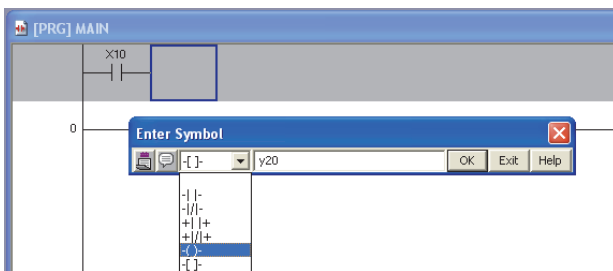 [PRG] MAIN
X10
0
Enter Symbol
-[ ]-
y20
OK
Exit
Help
-| |-
-|/|-
+| |+
+|/|+
-( )-
-[ ]-